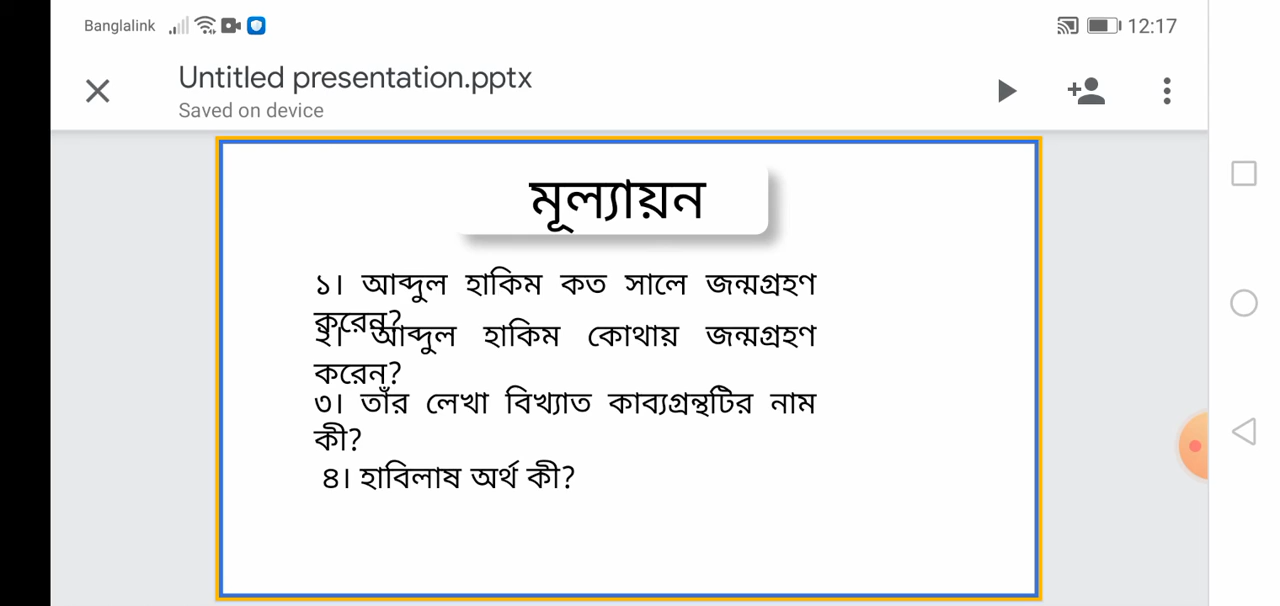 Banglalink
12:17
Untitled presentation.pptx
Saved on device
মূল্যায়ন
১। আব্দুল হাকিম কত সালে জন্মগ্রহণ
করেন?
২। আব্দুল হাকিম কোথায় জন্মগ্রহণ
করেন?
৩। তাঁর লেখা বিখ্যাত কাব্যগ্রন্থটির নাম
কী?
৪। হাবিলাষ অর্থ কী?